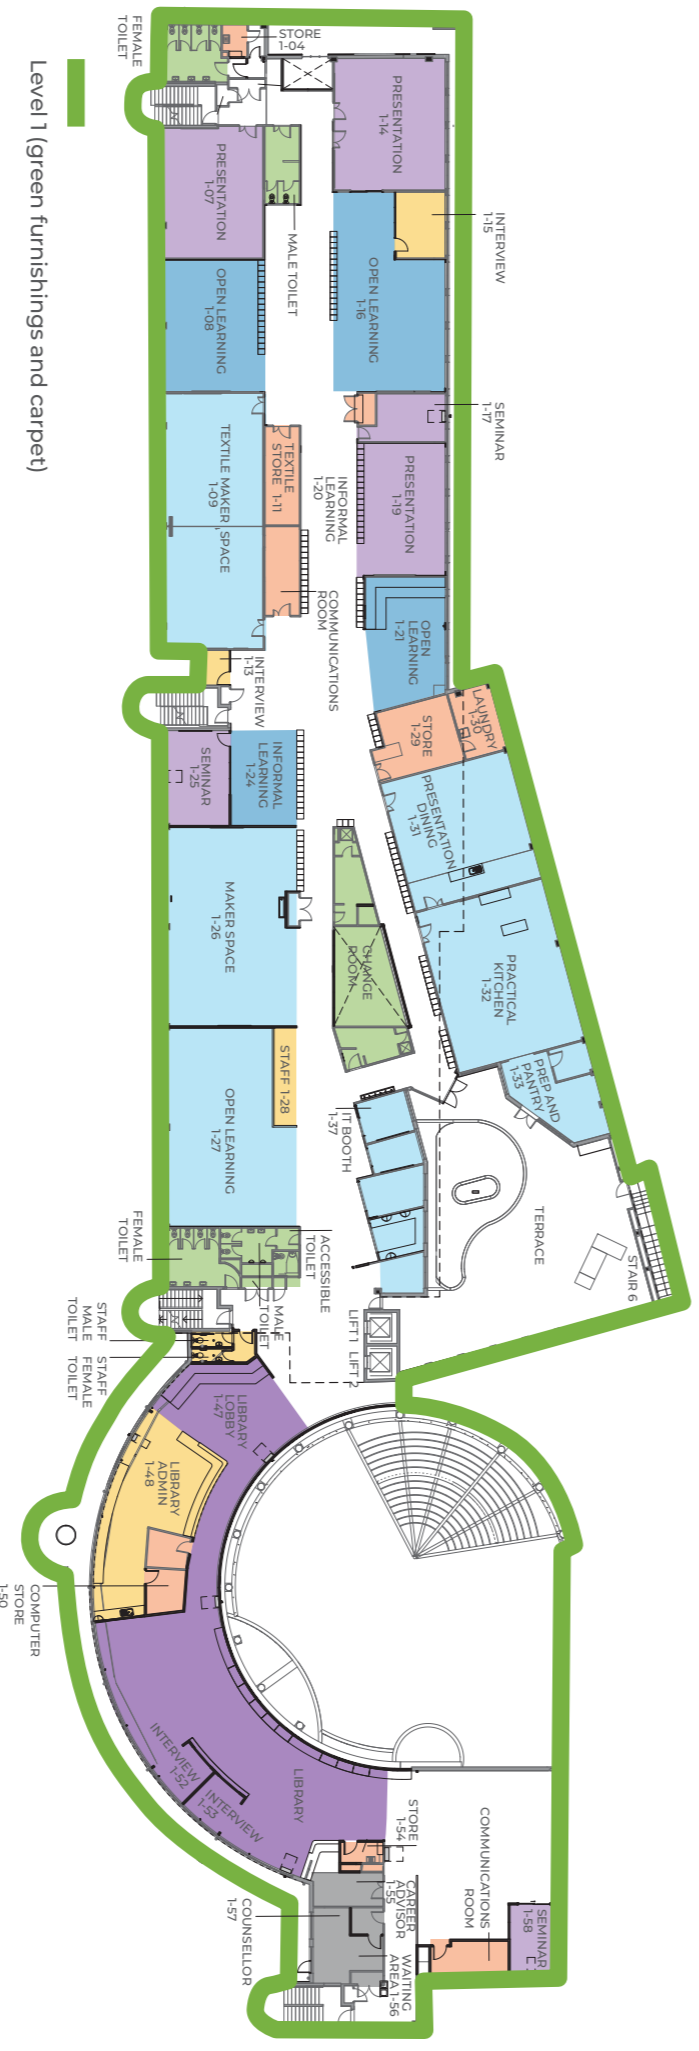 Level 1 (green furnishings and carpet)
FEMALE
TOILET
STORE
1-04
PRESENTATION
1-14
PRESENTATION
1-07
MALE TOILET
INTERVIEW
1-15
OPEN LEARNING
1-08
OPEN LEARNING
1-16
SEMINAR
1-17
TEXTILE MAKER SPACE
1-09
TEXTILE
STORE 1-11
INFORMAL
LEARNING
1-20
PRESENTATION
1-19
COMMUNICATIONS
ROOM
OPEN
LEARNING
1-21
INTERVIEW
1-13
LAUNDRY
1-30
STORE
1-29
SEMINAR
1-25
INFORMAL
LEARNING
1-24
PRESENTATION
DINING
1-31
MAKER SPACE
1-26
CHANGE
ROOM
PRACTICAL
KITCHEN
1-32
STAFF 1-28
OPEN LEARNING
1-27
PREP AND
PANTRY
1-33
IT BOOTH
1-37
TERRACE
STAIR 6
FEMALE
TOILET
ACCESSIBLE
TOILET
MALE
TOILET
LIFT 1
LIFT 2
STAFF
MALE
TOILET
STAFF
FEMALE
TOILET
LIBRARY
LOBBY
1-47
LIBRARY
ADMIN
1-48
COMPUTER
STORE
1-50
INTERVIEW
1-52
INTERVIEW
1-53
LIBRARY
STORE
1-54
COMMUNICATIONS
ROOM
CAREER
ADVISOR
1-55
SEMINAR
1-58
COUNSELLOR
1-57
WAITING
AREA 1-56